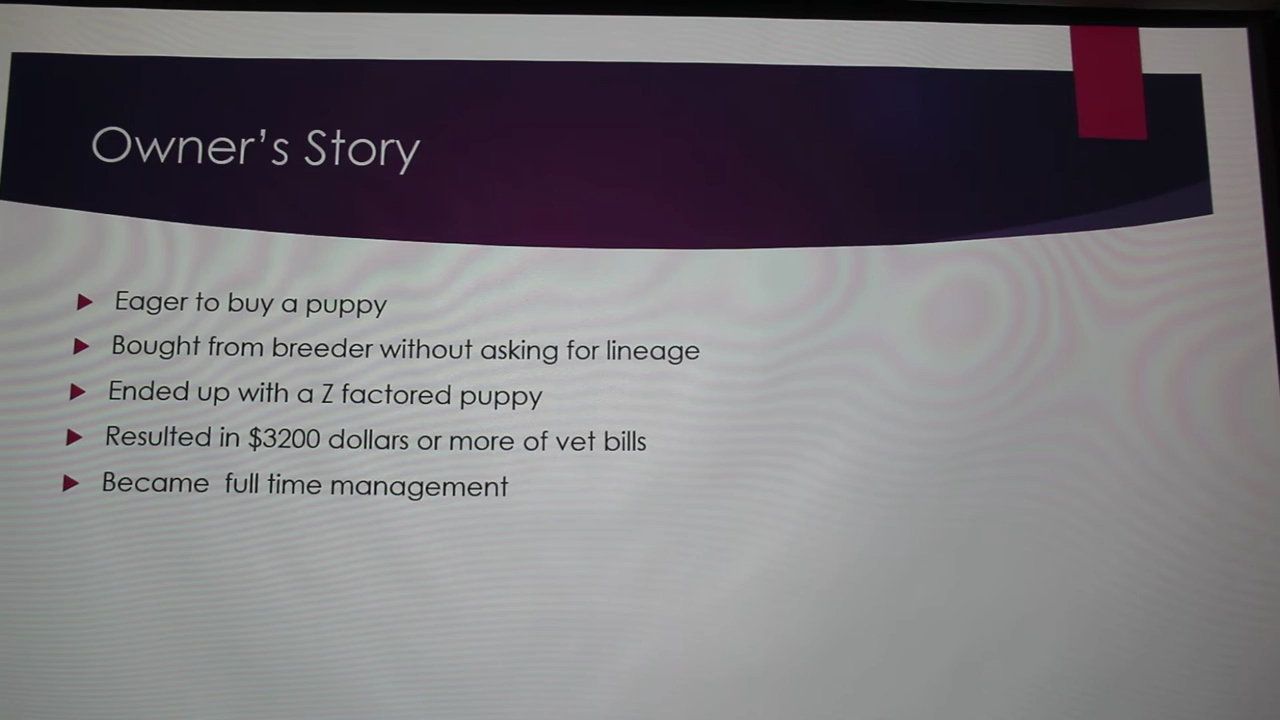 Owner's Story
Eager to buy a puppy
Bought from breeder without asking for lineage
Ended up with a Z factored puppy
Resulted in $3200 dollars or more of vet bills
Became full time management